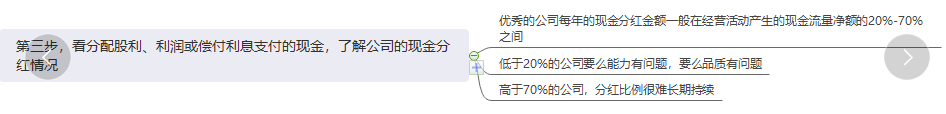 第三步，看分配股利、利润或偿付利息支付的现金，了解公司的现金分
红情况
优秀的公司每年的现金分红金额一般在经营活动产生的现金流量净额的20%-70%
之间
低于20%的公司要么能力有问题，要么品质有问题
高于70%的公司，分红比例很难长期持续